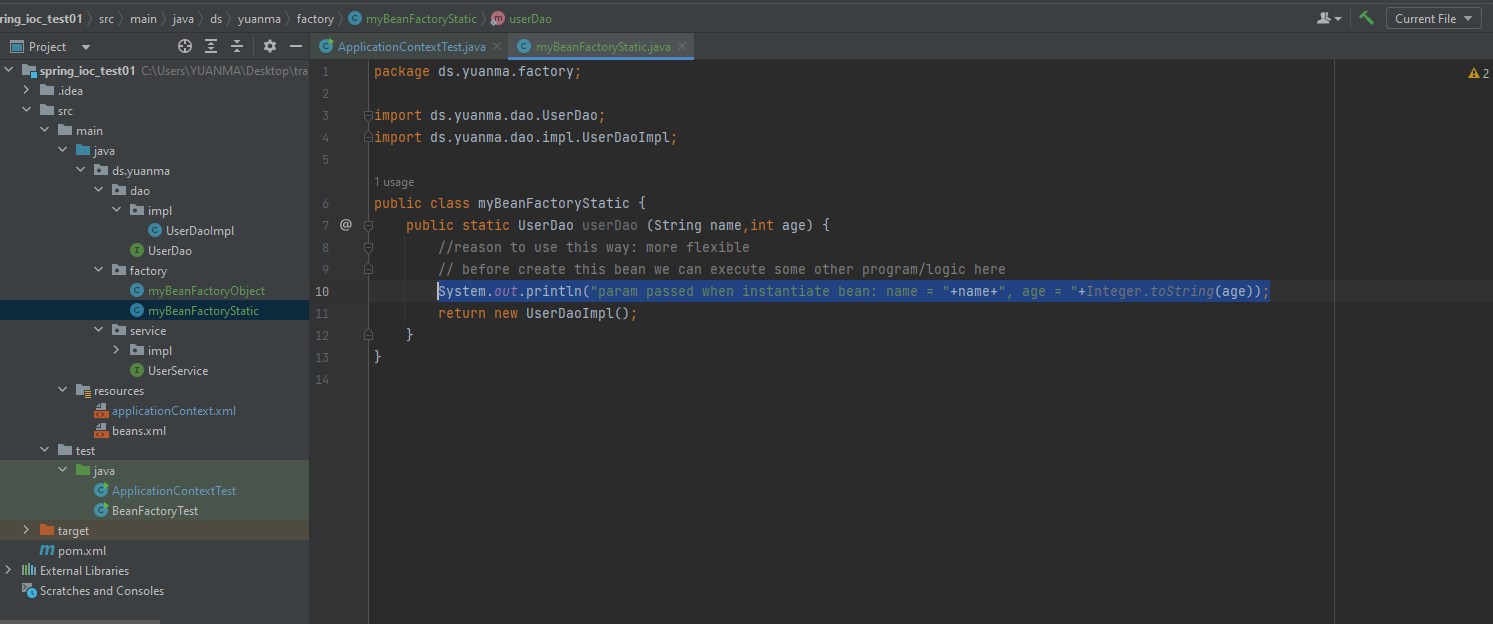 ring_ioc_test01 › src › main › java › ds › yuanma › factory › myBeanFactoryStatic › userDao
Current File
Project
ApplicationContextTest.java
myBeanFactoryStatic.java
spring_ioc_test01 C:\Users\YUANMA\Desktop\tra
.idea
src
main
java
ds.yuanma
dao
impl
UserDaoImpl
UserDao
factory
myBeanFactoryObject
myBeanFactoryStatic
service
impl
UserService
resources
applicationContext.xml
beans.xml
test
java
ApplicationContextTest
BeanFactoryTest
target
pom.xml
External Libraries
Scratches and Consoles
2
1 package ds.yuanma.factory;
2
3 import ds.yuanma.dao.UserDao;
4 import ds.yuanma.dao.impl.UserDaoImpl;
5
1 usage
6 public class myBeanFactoryStatic {
7 @ public static UserDao userDao (String name,int age) {
8 //reason to use this way: more flexible
9 // before create this bean we can execute some other program/logic here
10 System.out.println("param passed when instantiate bean: name = "+name+", age = "+Integer.toString(age));
11 return new UserDaoImpl();
12 }
13 }
14